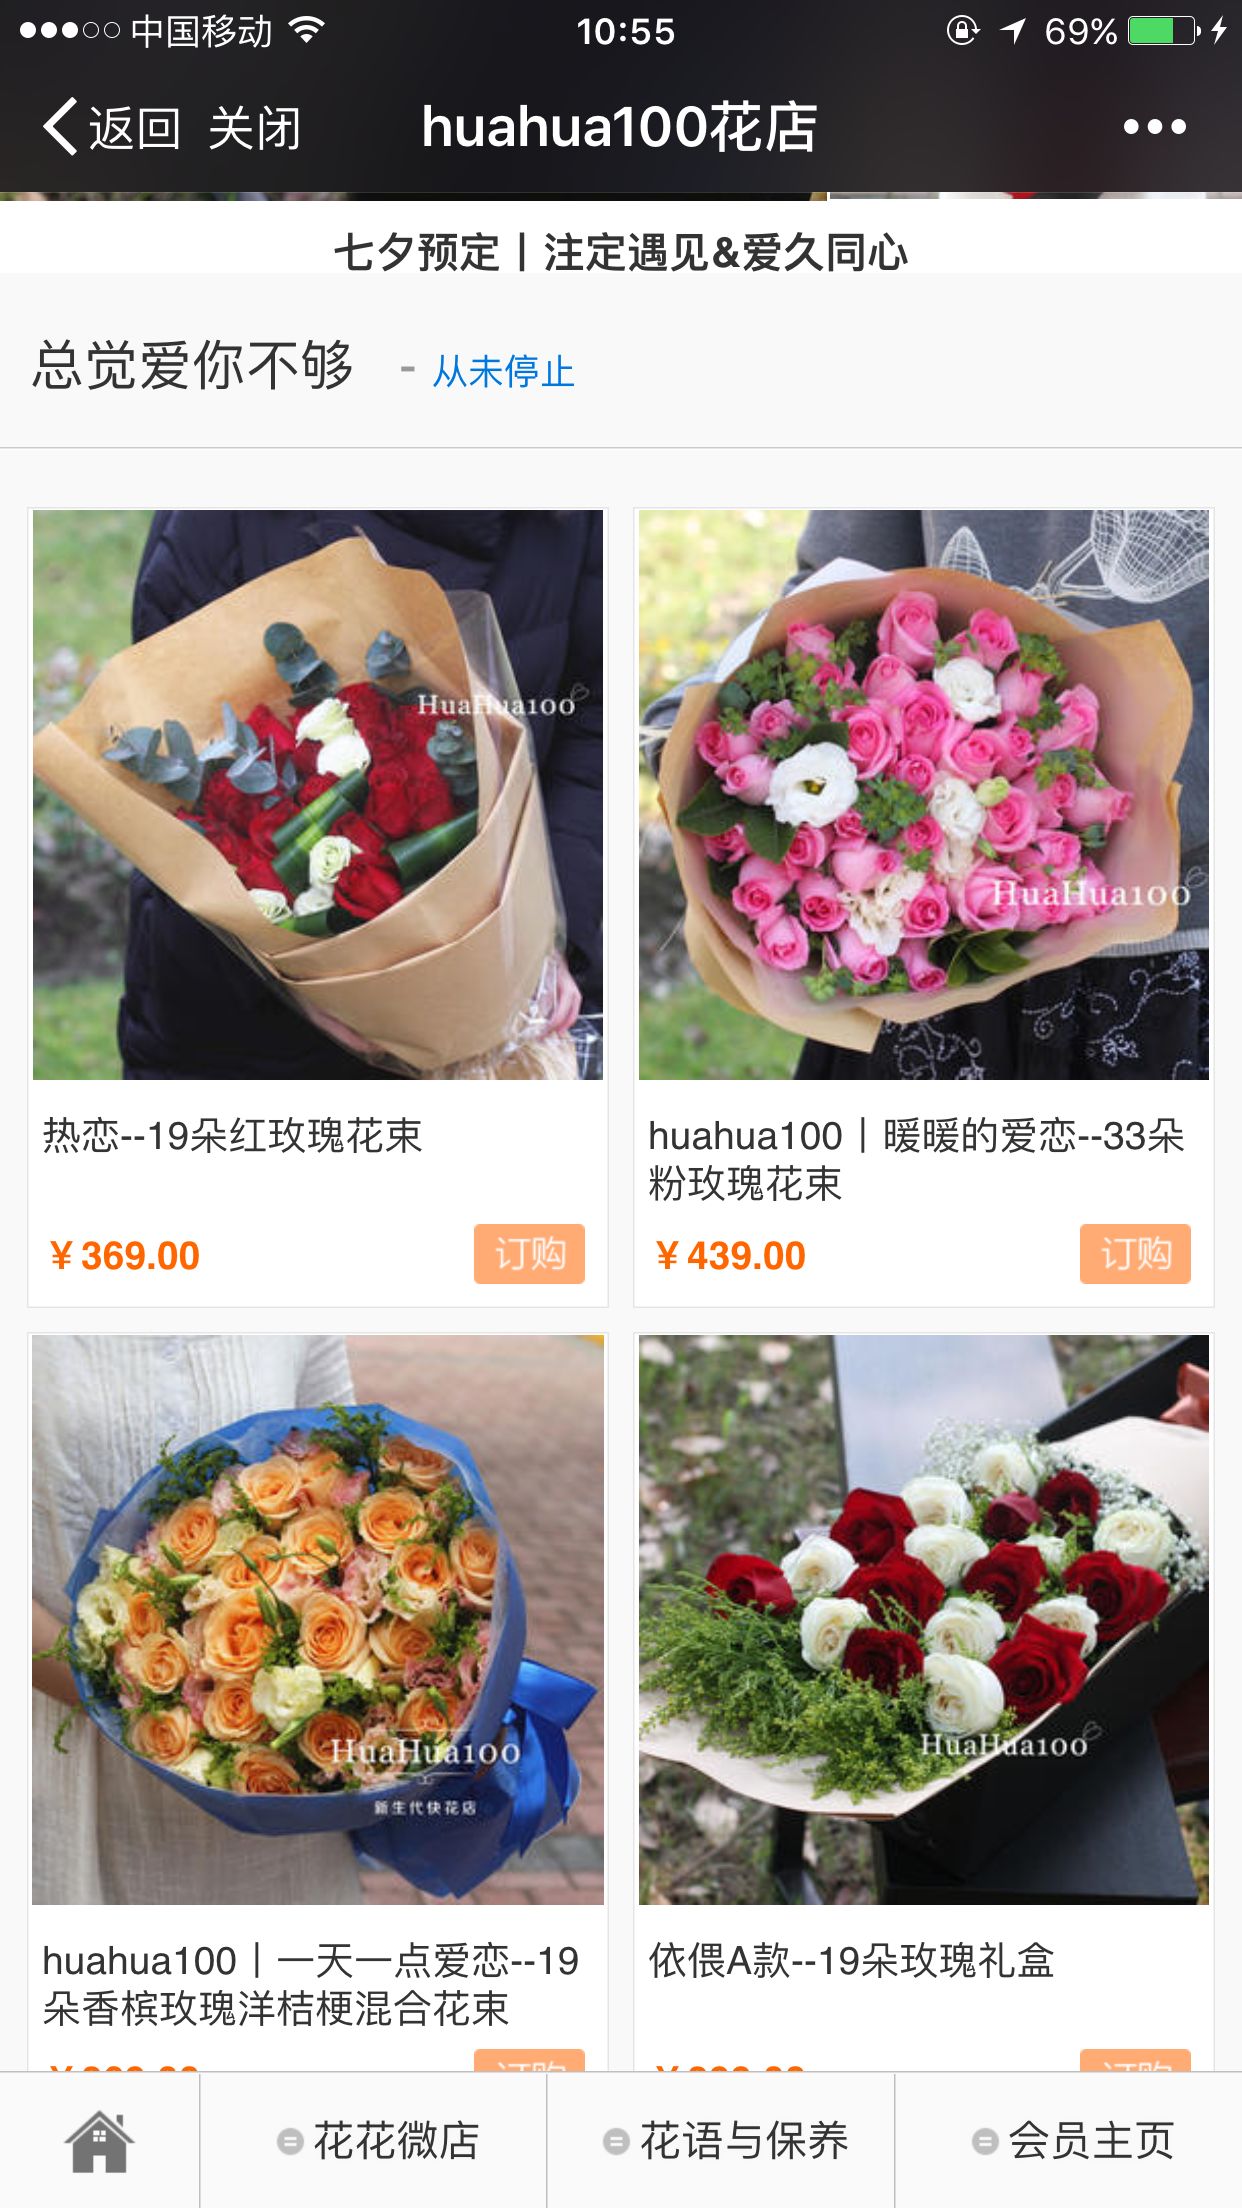 中国移动 10:55 69%
返回 关闭 huahua100花店
七夕预定丨注定遇见&爱久同心
总觉爱你不够 - 从未停止
HuaHua100
HuaHua100
热恋--19朵红玫瑰花束
huahua100丨暖暖的爱恋--33朵
粉玫瑰花束
￥369.00 订购
￥439.00 订购
HuaHua100
新生代快花店
HuaHua100
huahua100丨一天一点爱恋--19
朵香槟玫瑰洋桔梗混合花束
依偎A款--19朵玫瑰礼盒
订购
订购
花花微店 花语与保养 会员主页